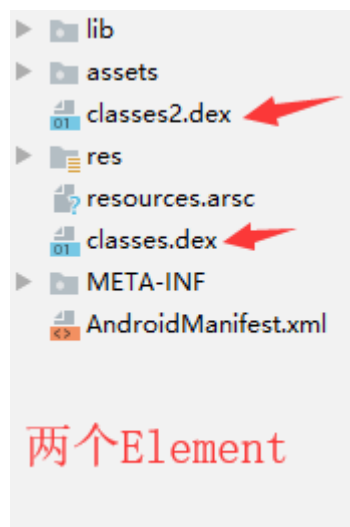 lib
assets
classes2.dex
res
resources.arsc
classes.dex
META-INF
AndroidManifest.xml
两个Element